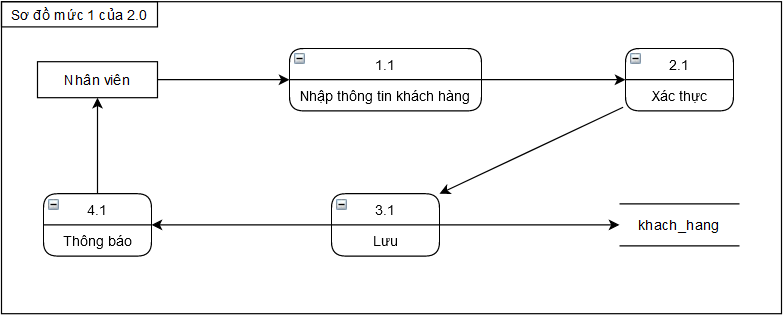 Sơ đồ mức 1 của 2.0
Nhân viên
1.1
Nhập thông tin khách hàng
2.1
Xác thực
4.1
Thông báo
3.1
Lưu
khach_hang